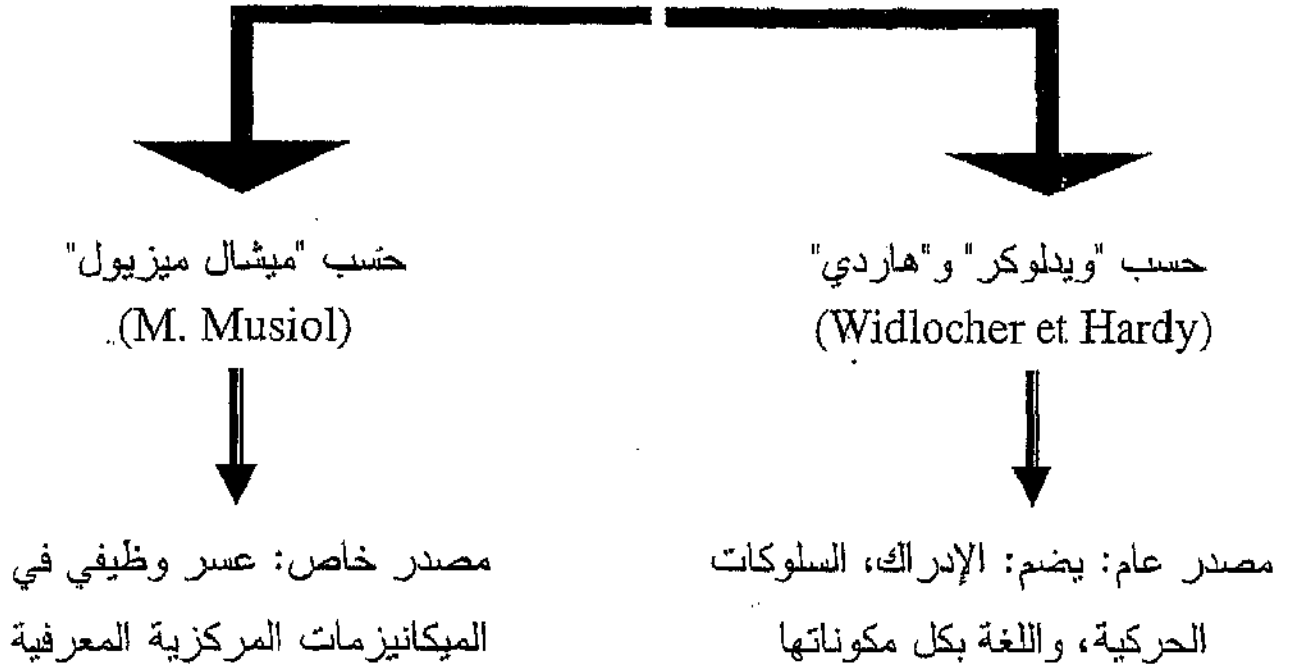 حسب "ويدلوكر" و"هاردي"
(Widlocher et Hardy)
مصدر عام: يضم: الإدراك، السلوكات
الحركية، واللغة بكل مكوناتها
حسب "ميشال ميزيول"
(M. Musiol)
مصدر خاص: عسر وظيفي في
الميكانيزمات المركزية المعرفية